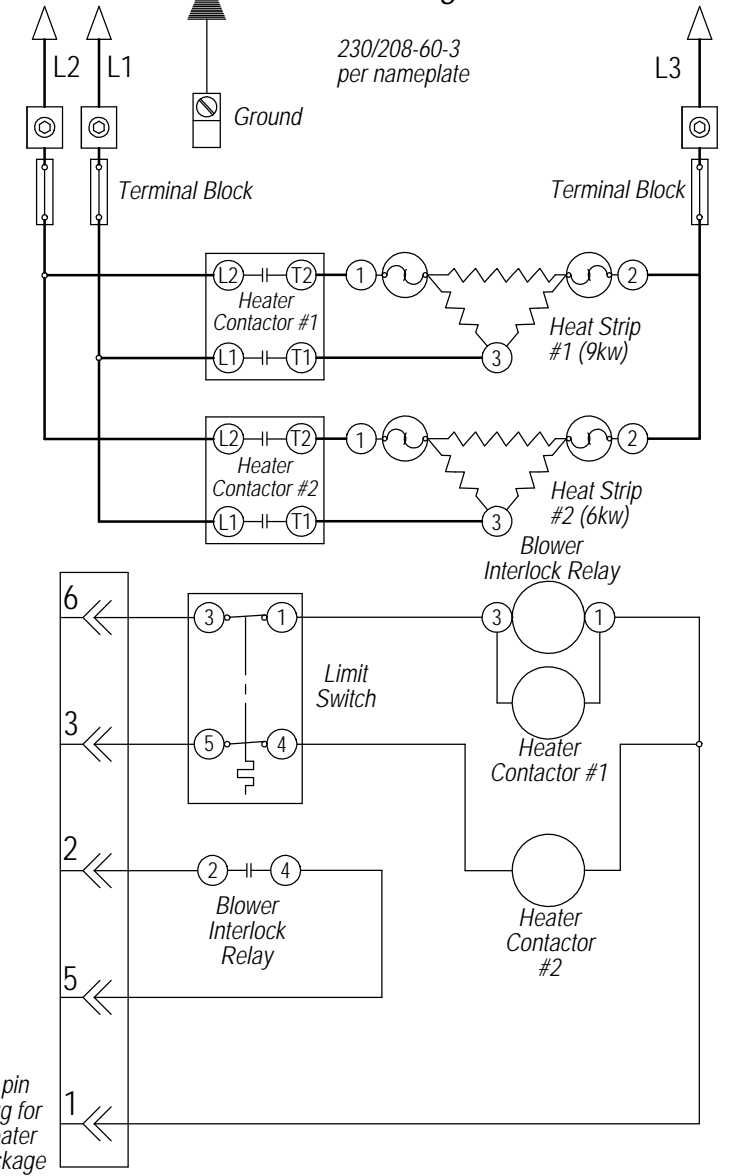 230/208-60-3
per nameplate
L2
L1
L3
Ground
Terminal Block
Terminal Block
L2
T2
1
2
Heater
Contactor #1
L1
T1
3
Heat Strip
#1 (9kw)
L2
T2
1
2
Heater
Contactor #2
L1
T1
3
Heat Strip
#2 (6kw)
Blower
Interlock Relay
6
3
1
3
1
Limit
Switch
3
5
4
Heater
Contactor #1
2
2
4
Blower
Interlock
Relay
Heater
Contactor
#2
5
1
pin
for